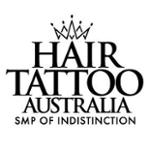 HAIR
TATTOO
AUSTRALIA
SMP OF INDISTINCTION